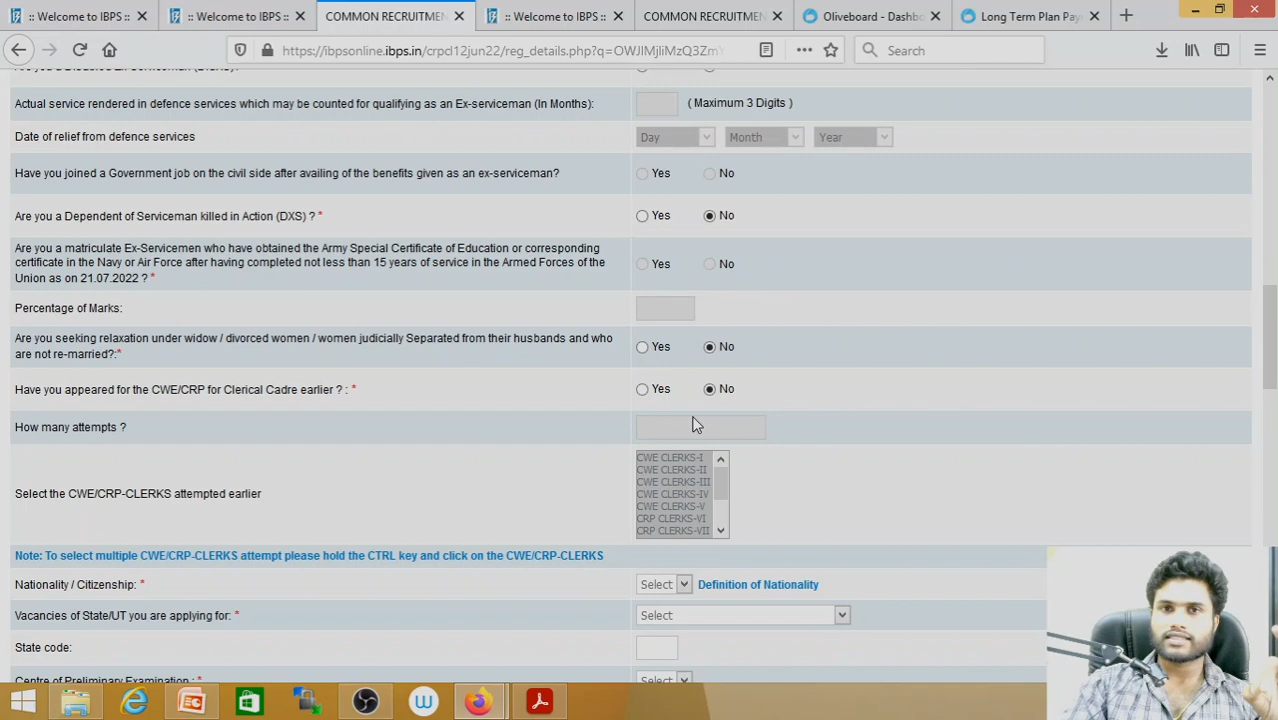 :: Welcome to IBPS ::
:: Welcome to IBPS ::
COMMON RECRUITMEN
:: Welcome to IBPS ::
COMMON RECRUITMEN
Oliveboard - Dashbo
Long Term Plan Pay
https://ibpsonline.ibps.in/crpcl12jun22/reg_details.php?q=
Search
Actual service rendered in defence services which may be counted for qualifying as an Ex-serviceman (In Months):
( Maximum 3 Digits )
Date of relief from defence services
Day
Month
Year
Have you joined a Government job on the civil side after availing of the benefits given as an ex-serviceman?
Yes
No
Are you a Dependent of Serviceman killed in Action (DXS) ? *
Yes
No
Are you a matriculate Ex-Servicemen who have obtained the Army Special Certificate of Education or corresponding
certificate in the Navy or Air Force after having completed not less than 15 years of service in the Armed Forces of the
Union as on 21.07.2022 ? *
Yes
No
Percentage of Marks:
Are you seeking relaxation under widow / divorced women / women judicially Separated from their husbands and who
are not re-married?:*
Yes
No
Have you appeared for the CWE/CRP for Clerical Cadre earlier ? : *
Yes
No
How many attempts ?
Select the CWE/CRP-CLERKS attempted earlier
CWE CLERKS-I
CWE CLERKS-II
CWE CLERKS-III
CWE CLERKS-IV
CWE CLERKS-V
CRP CLERKS-VI
CRP CLERKS-VII
Note: To select multiple CWE/CRP-CLERKS attempt please hold the CTRL key and click on the CWE/CRP-CLERKS
Nationality / Citizenship: *
Select
Definition of Nationality
Vacancies of State/UT you are applying for: *
Select
State code:
Centre of Preliminary Examination : *
Select